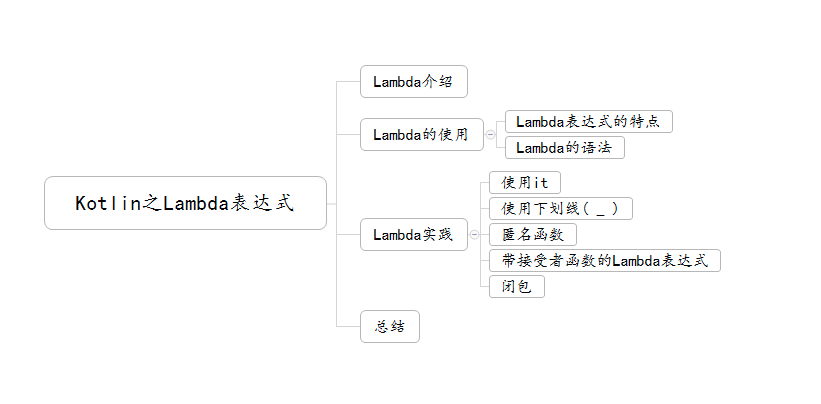 Kotlin之Lambda表达式
Lambda介绍
Lambda的使用
Lambda表达式的特点
Lambda的语法
Lambda实践
使用it
使用下划线( _ )
匿名函数
带接受者函数的Lambda表达式
闭包
总结